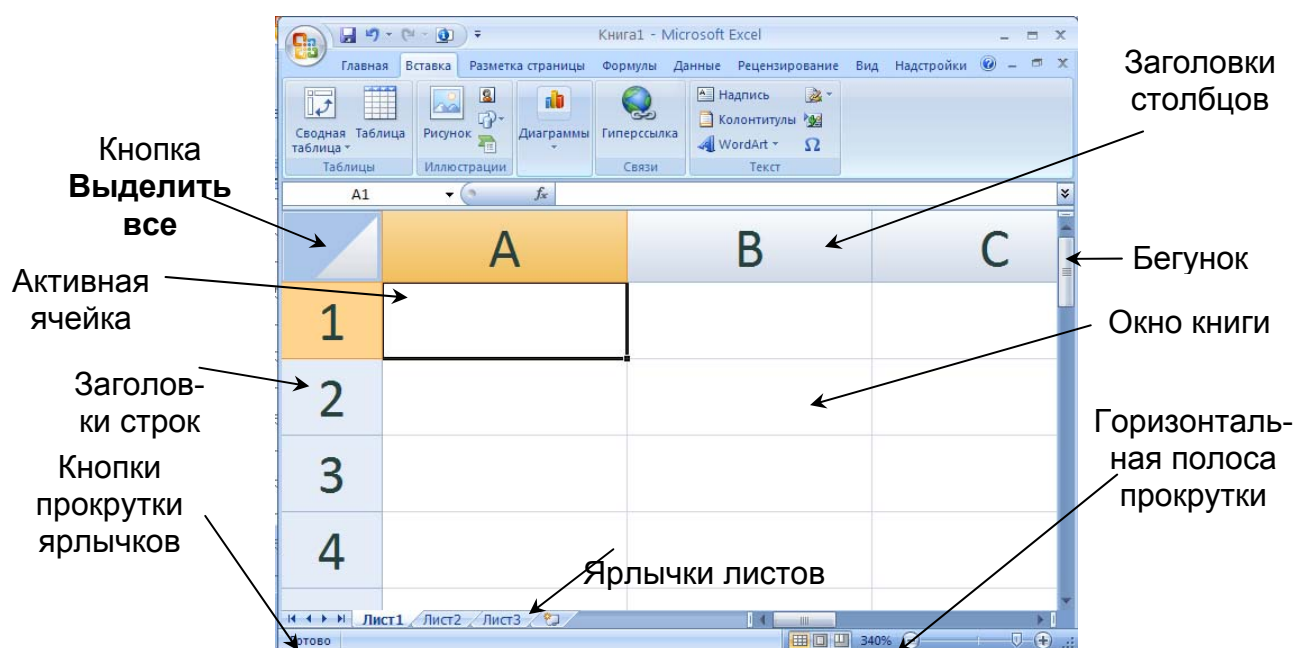 Книга1 - Microsoft Excel
Главная Вставка Разметка страницы Формулы Данные Рецензирование Вид Надстройки
Сводная таблица Таблица Рисунок Диаграммы Гиперссылка
Надпись
Колонтитулы
WordArt
Ω
Таблицы Иллюстрации Связи Текст
A1 fx
A B C
1
2
3
4
Лист1 Лист2 Лист3
Готово 340%
Кнопка
Выделить
все
Активная
ячейка
Заголов-
ки строк
Кнопки
прокрутки
ярлычков
Ярлычки листов
Заголовки
столбцов
Бегунок
Окно книги
Горизонталь-
ная полоса
прокрутки